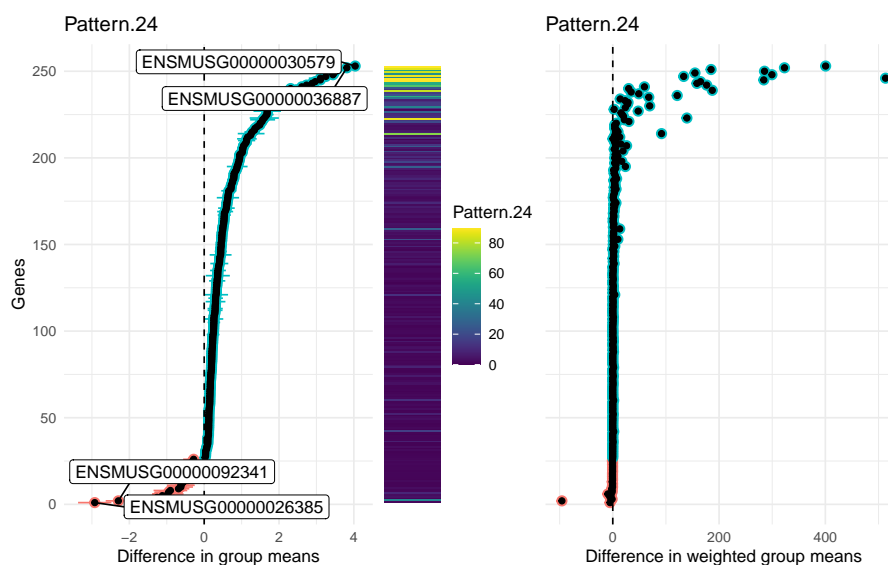 Pattern.24
Pattern.24
ENSMUSG00000030579
ENSMUSG00000036887
ENSMUSG00000092341
ENSMUSG00000026385
Genes
250
200
150
100
50
0
−2
0
2
4
Difference in group means
Pattern.24
80
60
40
20
0
0
200
400
Difference in weighted group means